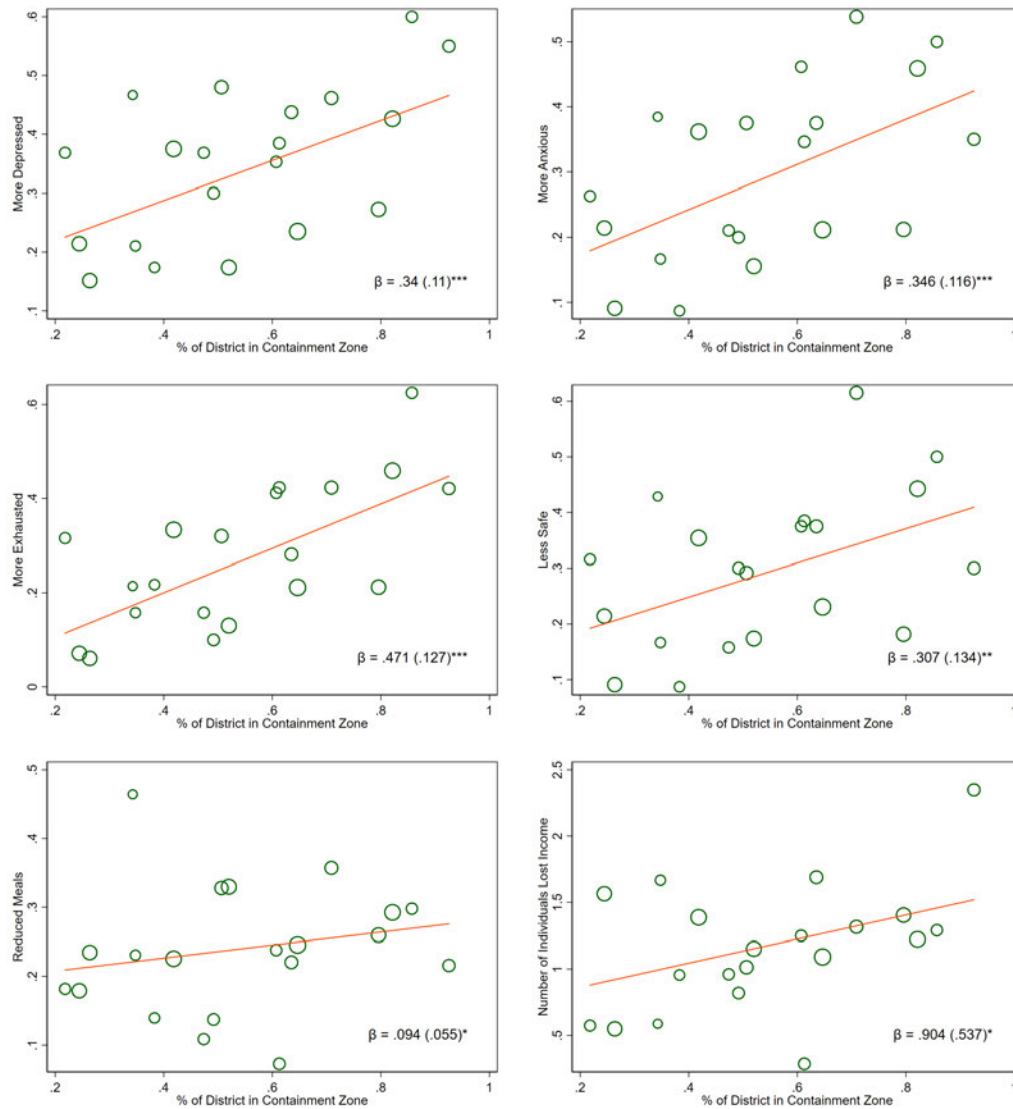 More Depressed
.6
.5
.4
.3
.2
.1
β = .34 (.11)***
.2 .4 .6 .8 1
% of District in Containment Zone
More Anxious
.5
.4
.3
.2
.1
β = .346 (.116)***
.2 .4 .6 .8 1
% of District in Containment Zone
More Exhausted
.6
.4
.2
0
β = .471 (.127)***
.2 .4 .6 .8 1
% of District in Containment Zone
Less Safe
.6
.5
.4
.3
.2
.1
β = .307 (.134)**
.2 .4 .6 .8 1
% of District in Containment Zone
Reduced Meals
.5
.4
.3
.2
.1
β = .094 (.055)*
.2 .4 .6 .8 1
% of District in Containment Zone
Number of Individuals Lost Income
2.5
2
1.5
1
.5
β = .904 (.537)*
.2 .4 .6 .8 1
% of District in Containment Zone